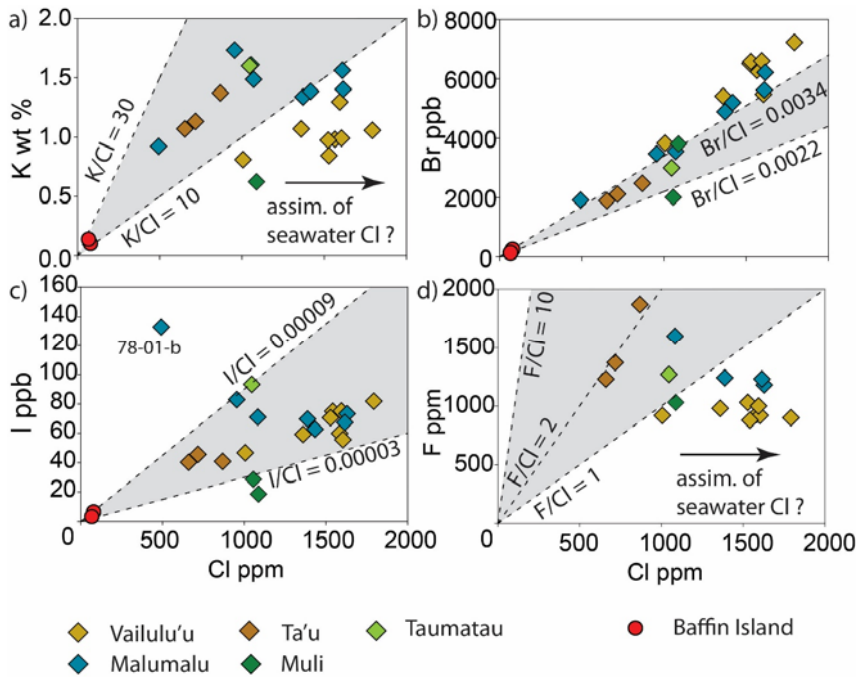 a)
K wt %
2.0
1.5
1.0
0.5
0.0
K/Cl = 30
K/Cl = 10
assim. of
seawater Cl ?
b)
Br ppb
8000
6000
4000
2000
0
Br/Cl = 0.0034
Br/Cl = 0.0022
c)
I ppb
160
140
120
100
80
60
40
20
0
78-01-b
I/Cl = 0.00009
I/Cl = 0.00003
0 500 1000 1500 2000
Cl ppm
d)
F ppm
2000
1500
1000
500
0
F/Cl = 10
F/Cl = 2
F/Cl = 1
assim. of
seawater Cl ?
0 500 1000 1500 2000
Cl ppm
Vailulu'u Ta'u Taumatau Baffin Island
Malumalu Muli